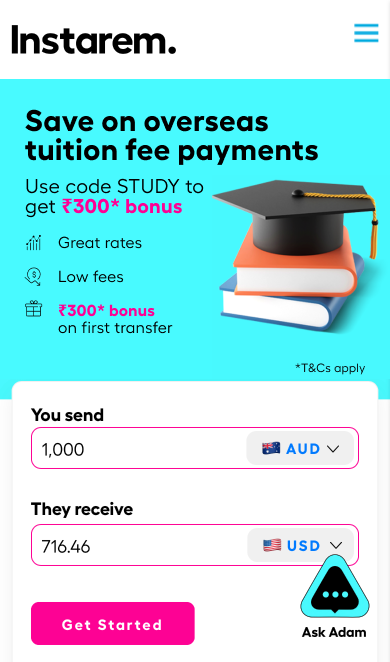 Instarem.
Save on overseas
tuition fee payments
Use code STUDY to
get ₹300* bonus
Great rates
Low fees
₹300* bonus
on first transfer
*T&Cs apply
You send
1,000
AUD
They receive
716.46
USD
Get Started
Ask Adam